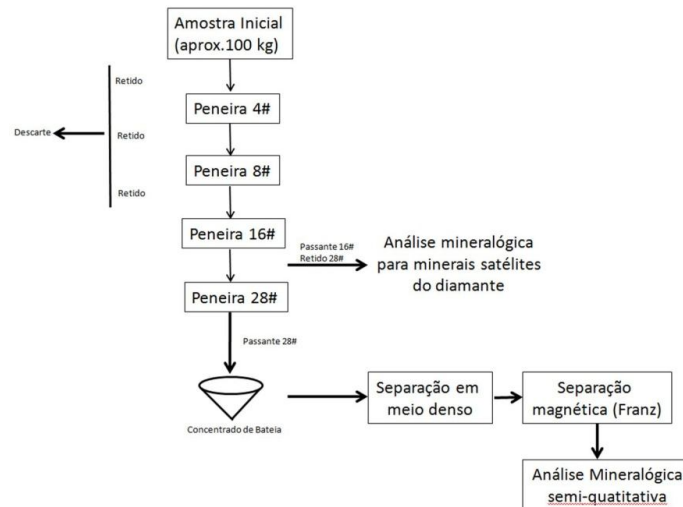 Amostra Inicial
(aprox.100 kg)
Retido
Peneira 4#
Descarte
Retido
Peneira 8#
Retido
Peneira 16#
Passante 16#
Retido 28#
Análise mineralógica
para minerais satélites
do diamante
Peneira 28#
Passante 28#
Concentrado de Bateia
Separação em
meio denso
Separação
magnética (Franz)
Análise Mineralógica
semi-quatitativa